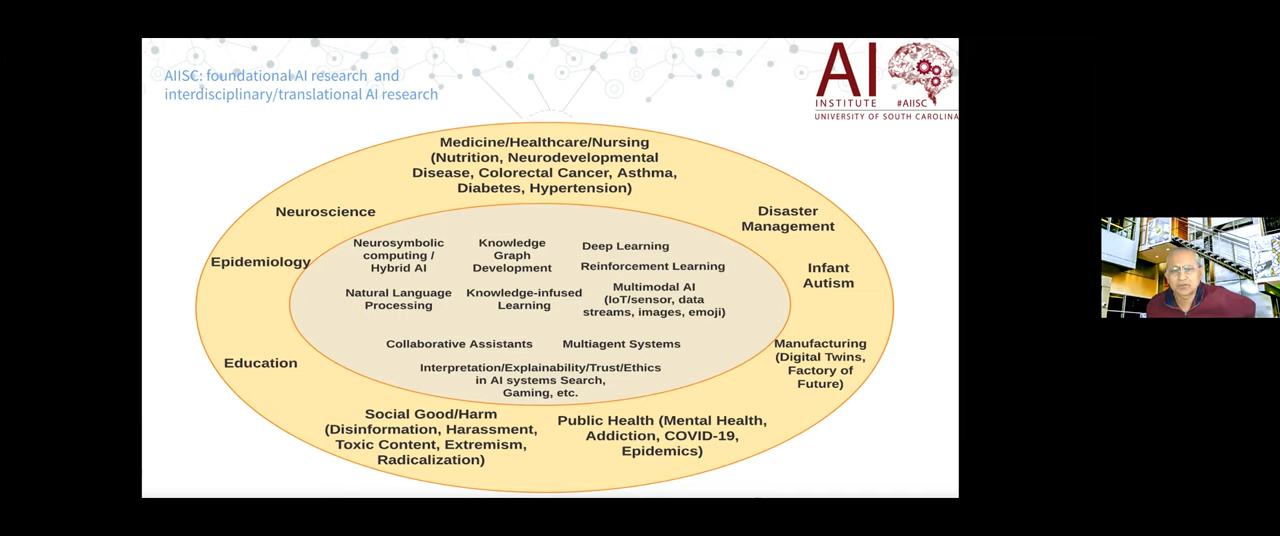 AIISC: foundational AI research and
interdisciplinary/translational AI research
AI
INSTITUTE #AIISC
UNIVERSITY OF SOUTH CAROLINA
Medicine/Healthcare/Nursing
(Nutrition, Neurodevelopmental
Disease, Colorectal Cancer, Asthma,
Diabetes, Hypertension)
Neuroscience
Disaster
Management
Epidemiology
Infant
Autism
Neurosymbolic
computing /
Hybrid AI
Knowledge
Graph
Development
Deep Learning
Reinforcement Learning
Natural Language
Processing
Knowledge-infused
Learning
Multimodal AI
(IoT/sensor, data
streams, images, emoji)
Collaborative Assistants
Multiagent Systems
Manufacturing
(Digital Twins,
Factory of
Future)
Education
Interpretation/Explainability/Trust/Ethics
in AI systems Search,
Gaming, etc.
Social Good/Harm
(Disinformation, Harassment,
Toxic Content, Extremism,
Radicalization)
Public Health (Mental Health,
Addiction, COVID-19,
Epidemics)